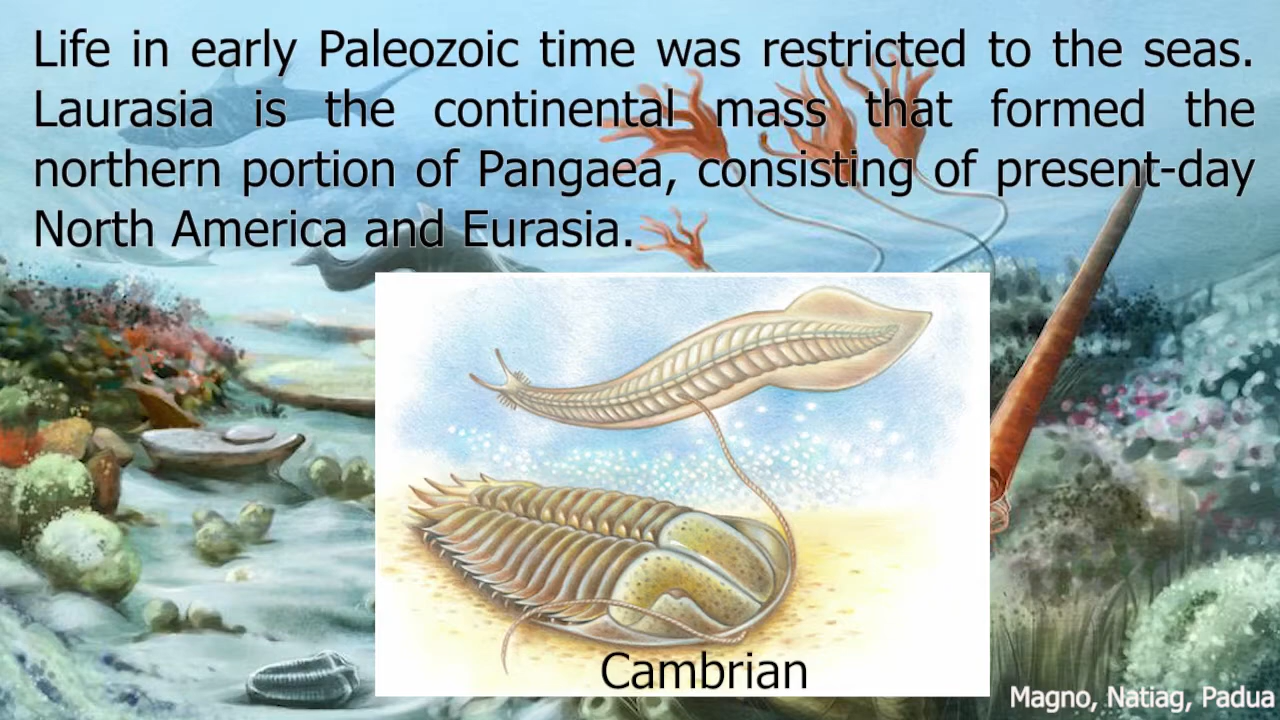 Life in early Paleozoic time was restricted to the seas.
Laurasia is the continental mass that formed the
northern portion of Pangaea, consisting of present-day
North America and Eurasia.
Cambrian
Magno, Natiag, Padua